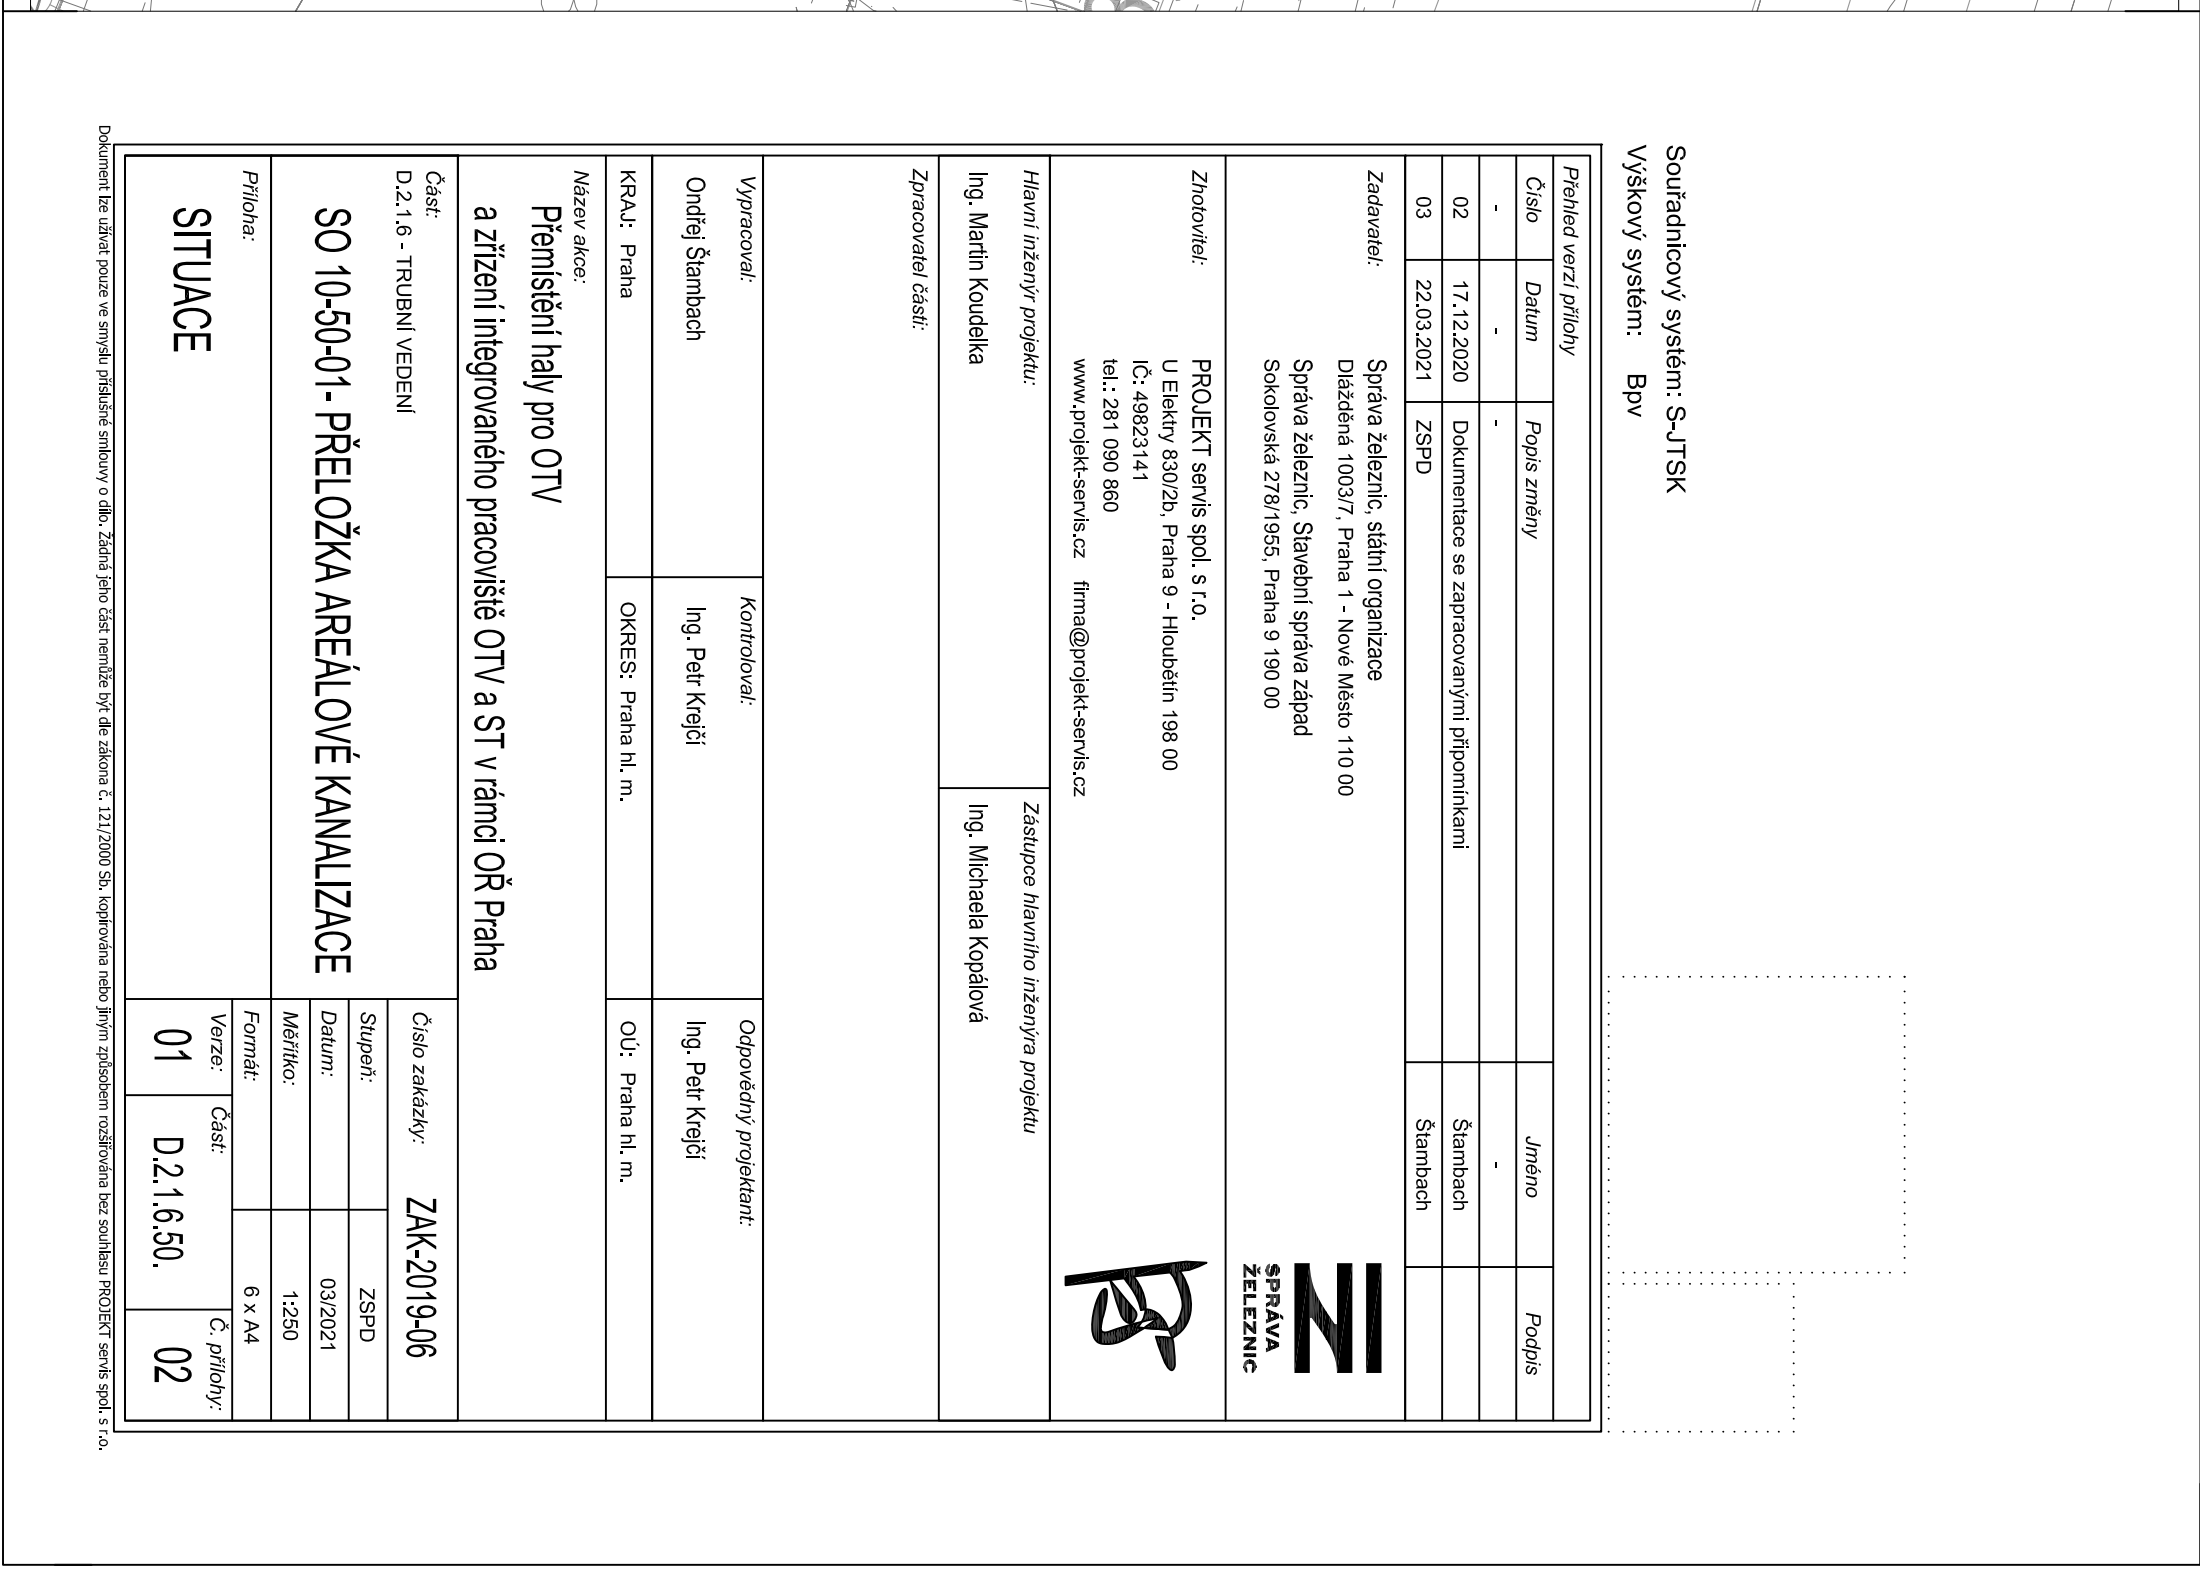 Souřadnicový systém: S-JTSK
Výškový systém: Bpv
Přehled verzí přílohy
Číslo Datum Popis změny Jméno Podpis
- - - -
02 17.12.2020 Dokumentace se zapracovanými připomínkami Štambach
03 22.03.2021 ZSPD Štambach
Zadavatel:
Správa železnic, státní organizace
Dlážděná 1003/7, Praha 1 - Nové Město 110 00
Správa železnic, Stavební správa západ
Sokolovská 278/1955, Praha 9 190 00
SPRÁVA
ŽELEZNIC
Zhotovitel:
PROJEKT servis spol. s r.o.
U Elektry 830/2b, Praha 9 - Hloubětín 198 00
IČ: 49823141
tel.: 281 090 860
www.projekt-servis.cz firma@projekt-servis.cz
Hlavní inženýr projektu: Zástupce hlavního inženýra projektu
Ing. Martin Koudelka Ing. Michaela Kopálová
Zpracovatel části:
Vypracoval: Kontroloval: Odpovědný projektant:
Ondřej Štambach Ing. Petr Krejčí Ing. Petr Krejčí
KRAJ: Praha OKRES: Praha hl. m. OÚ: Praha hl. m.
Název akce:
Přemístění haly pro OTV
a zřízení integrovaného pracoviště OTV a ST v rámci OŘ Praha
Část:
D.2.1.6 - TRUBNÍ VEDENÍ
SO 10-50-01- PŘELOŽKA AREÁLOVÉ KANALIZACE
Číslo zakázky: ZAK-2019-06
Stupeň: ZSPD
Datum: 03/2021
Měřítko: 1:250
Formát: 6 x A4
Příloha:
SITUACE
Verze: Část: Č. přílohy:
01 D.2.1.6.50. 02
Dokument lze užívat pouze ve smyslu příslušné smlouvy o dílo. Žádná jeho část nemůže být dle zákona č. 121/2000 Sb. kopírována nebo jiným způsobem rozšiřována bez souhlasu PROJEKT servis spol. s r.o.